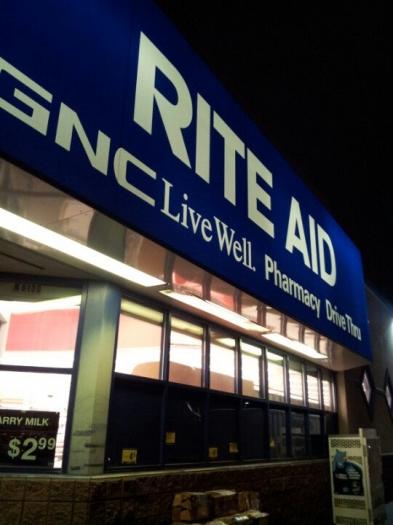 RITE AID
GNC LiveWell. Pharmacy Drive Thru
ARRY MILK
$2.99